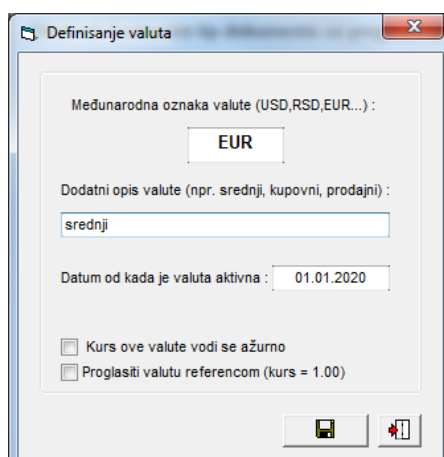 Definisanje valuta
Međunarodna oznaka valute (USD,RSD,EUR...) :
EUR
Dodatni opis valute (npr. srednji, kupovni, prodajni) :
srednji
Datum od kada je valuta aktivna : 01.01.2020
Kurs ove valute vodi se ažurno
Proglasiti valutu referencom (kurs = 1.00)